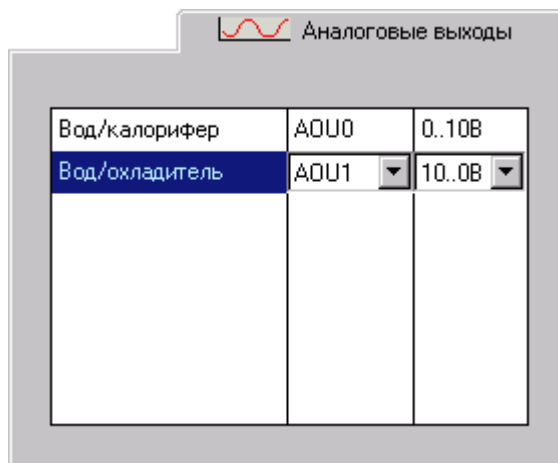 Аналоговые выходы
Вод/калорифер AOU0 0..10В
Вод/охладитель AOU1 10..0В